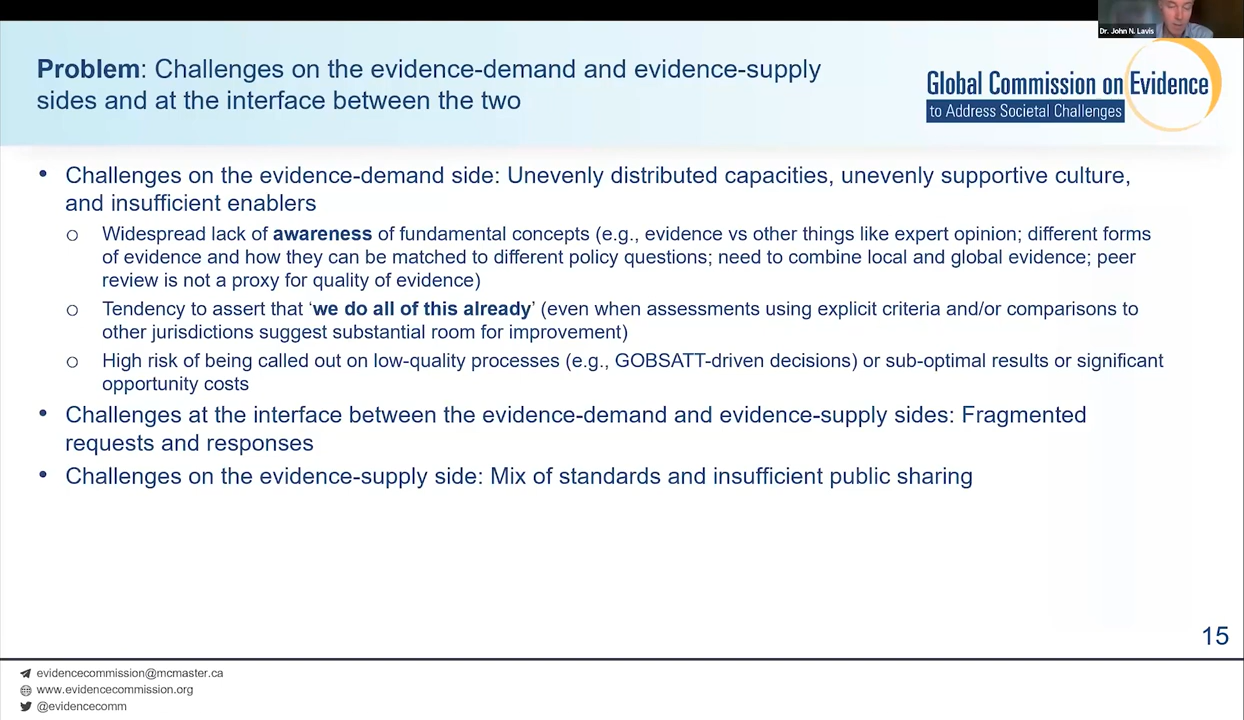 Dr. John N. Lavis
Problem: Challenges on the evidence-demand and evidence-supply
sides and at the interface between the two
Global Commission on Evidence
to Address Societal Challenges
• Challenges on the evidence-demand side: Unevenly distributed capacities, unevenly supportive culture,
and insufficient enablers
o Widespread lack of awareness of fundamental concepts (e.g., evidence vs other things like expert opinion; different forms
of evidence and how they can be matched to different policy questions; need to combine local and global evidence; peer
review is not a proxy for quality of evidence)
o Tendency to assert that ‘we do all of this already’ (even when assessments using explicit criteria and/or comparisons to
other jurisdictions suggest substantial room for improvement)
o High risk of being called out on low-quality processes (e.g., GOBSATT-driven decisions) or sub-optimal results or significant
opportunity costs
• Challenges at the interface between the evidence-demand and evidence-supply sides: Fragmented
requests and responses
• Challenges on the evidence-supply side: Mix of standards and insufficient public sharing
15
evidencecommission@mcmaster.ca
www.evidencecommission.org
@evidencecomm